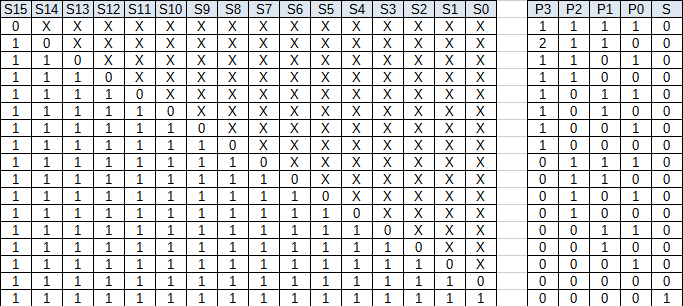 S15 S14 S13 S12 S11 S10 S9 S8 S7 S6 S5 S4 S3 S2 S1 S0 P3 P2 P1 P0 S
0 X X X X X X X X X X X X X X X 1 1 1 1 0
1 0 X X X X X X X X X X X X X X 2 1 1 0 0
1 1 0 X X X X X X X X X X X X X 1 1 0 1 0
1 1 1 0 X X X X X X X X X X X X 1 1 0 0 0
1 1 1 1 0 X X X X X X X X X X X 1 0 1 1 0
1 1 1 1 1 0 X X X X X X X X X X 1 0 1 0 0
1 1 1 1 1 1 0 X X X X X X X X X 1 0 0 1 0
1 1 1 1 1 1 1 0 X X X X X X X X 1 0 0 0 0
1 1 1 1 1 1 1 1 0 X X X X X X X 0 1 1 1 0
1 1 1 1 1 1 1 1 1 0 X X X X X X 0 1 1 0 0
1 1 1 1 1 1 1 1 1 1 0 X X X X X 0 1 0 1 0
1 1 1 1 1 1 1 1 1 1 1 0 X X X X 0 1 0 0 0
1 1 1 1 1 1 1 1 1 1 1 1 0 X X X 0 0 1 1 0
1 1 1 1 1 1 1 1 1 1 1 1 1 0 X X 0 0 1 0 0
1 1 1 1 1 1 1 1 1 1 1 1 1 1 0 X 0 0 0 1 0
1 1 1 1 1 1 1 1 1 1 1 1 1 1 1 0 0 0 0 0 0
1 1 1 1 1 1 1 1 1 1 1 1 1 1 1 1 0 0 0 0 1